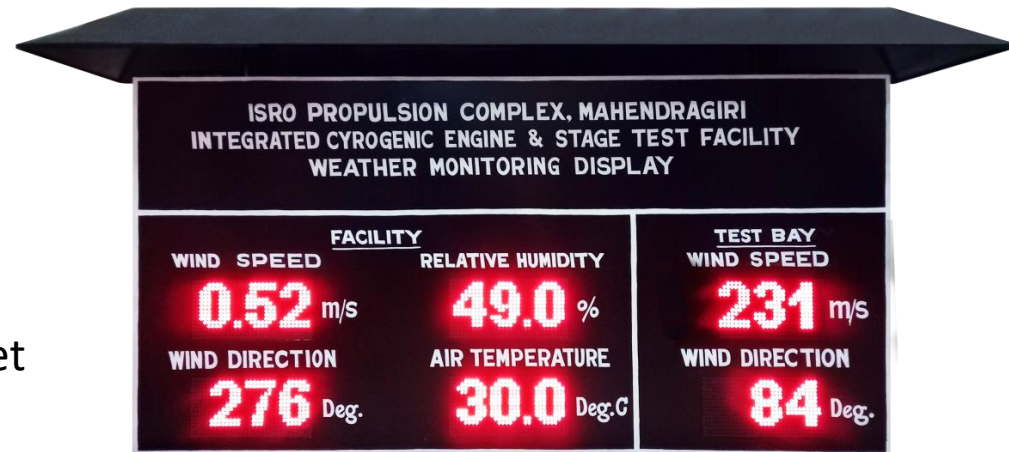 ISRO PROPULSION COMPLEX, MAHENDRAGIRI
INTEGRATED CYROGENIC ENGINE & STAGE TEST FACILITY
WEATHER MONITORING DISPLAY
FACILITY
WIND SPEED RELATIVE HUMIDITY
0.52 m/s 49.0 %
WIND DIRECTION AIR TEMPERATURE
276 Deg. 30.0 Deg.C
TEST BAY
WIND SPEED
231 m/s
WIND DIRECTION
84 Deg.
et